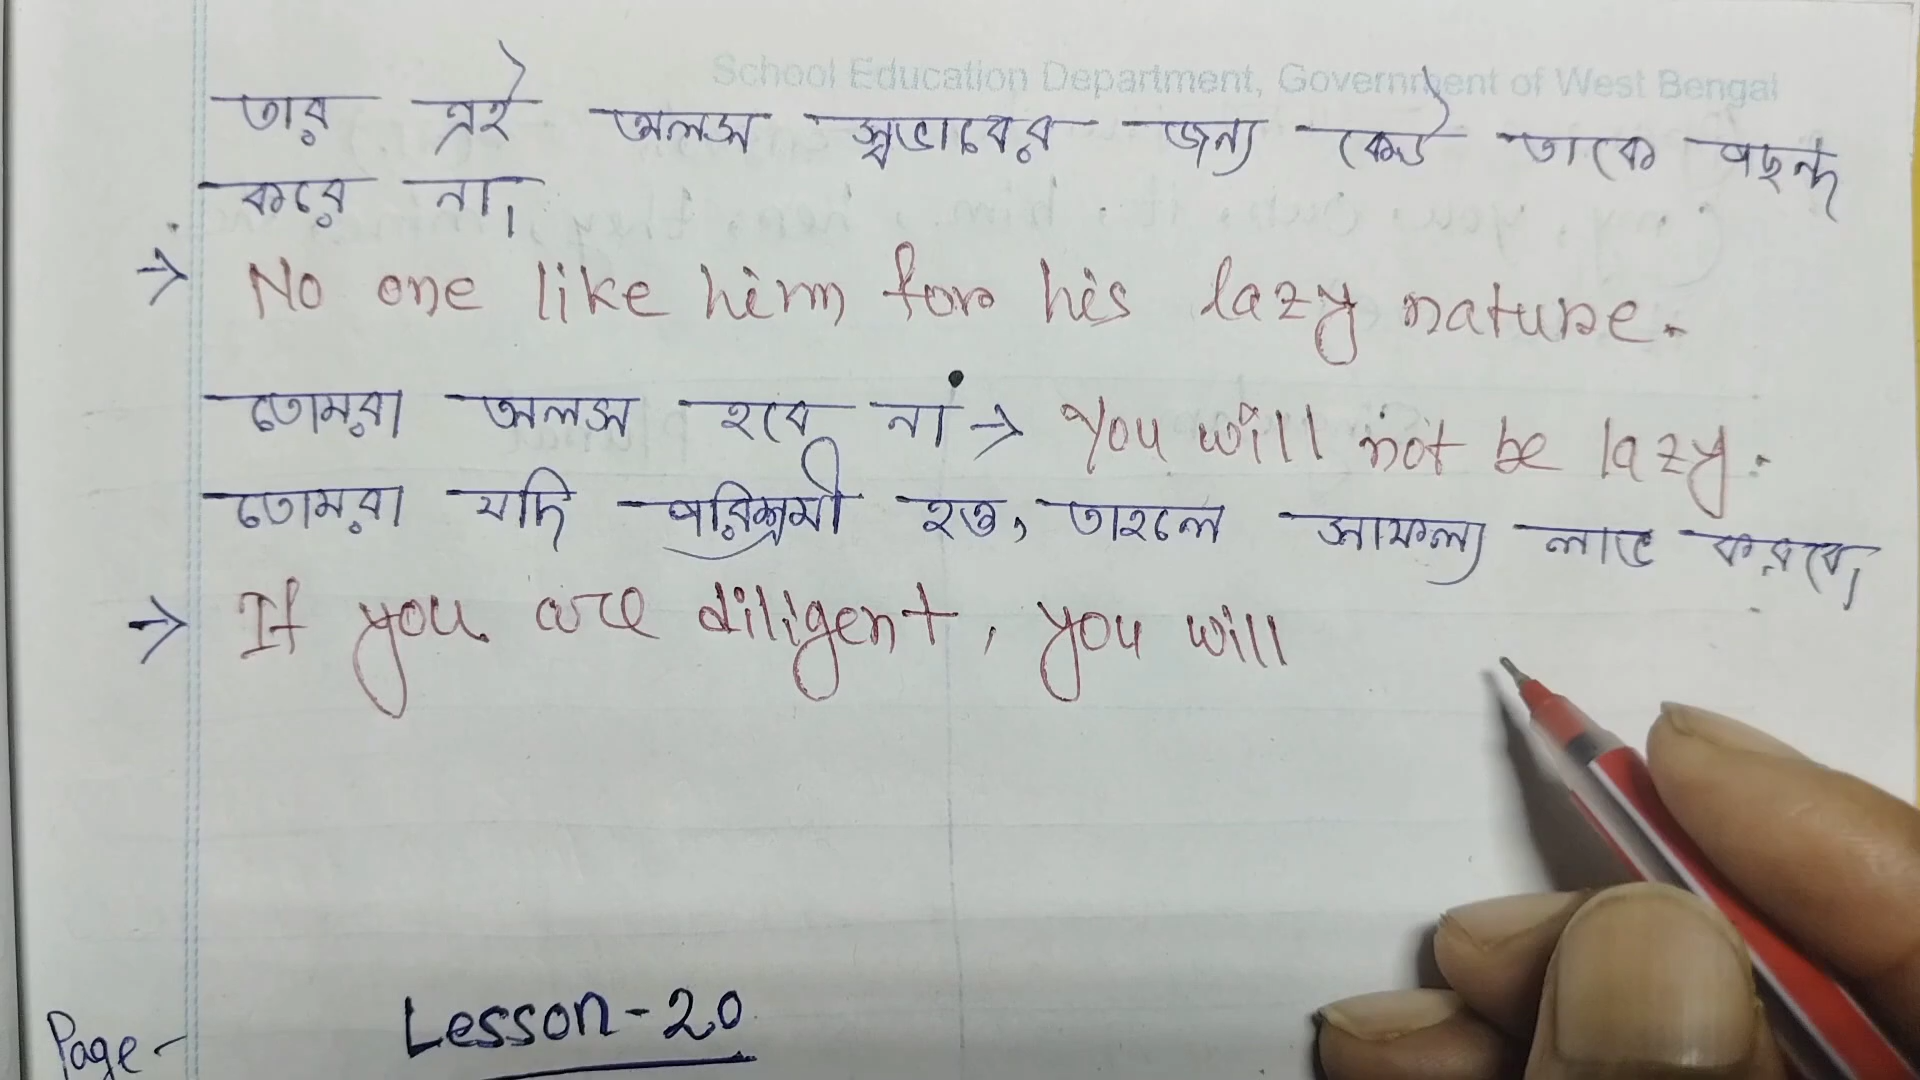 School Education Department, Government of West Bengal
তার এই অলস স্বভাবের জন্য কেউ তাকে পছন্দ
করে না।
→ No one like him for his lazy nature.
তোমরা অলস হবে না → You will not be lazy.
তোমরা যদি পরিশ্রমী হও, তাহলে সাফল্য লাভ করবে।
→ If you are diligent, you will
Lesson-20
Page-